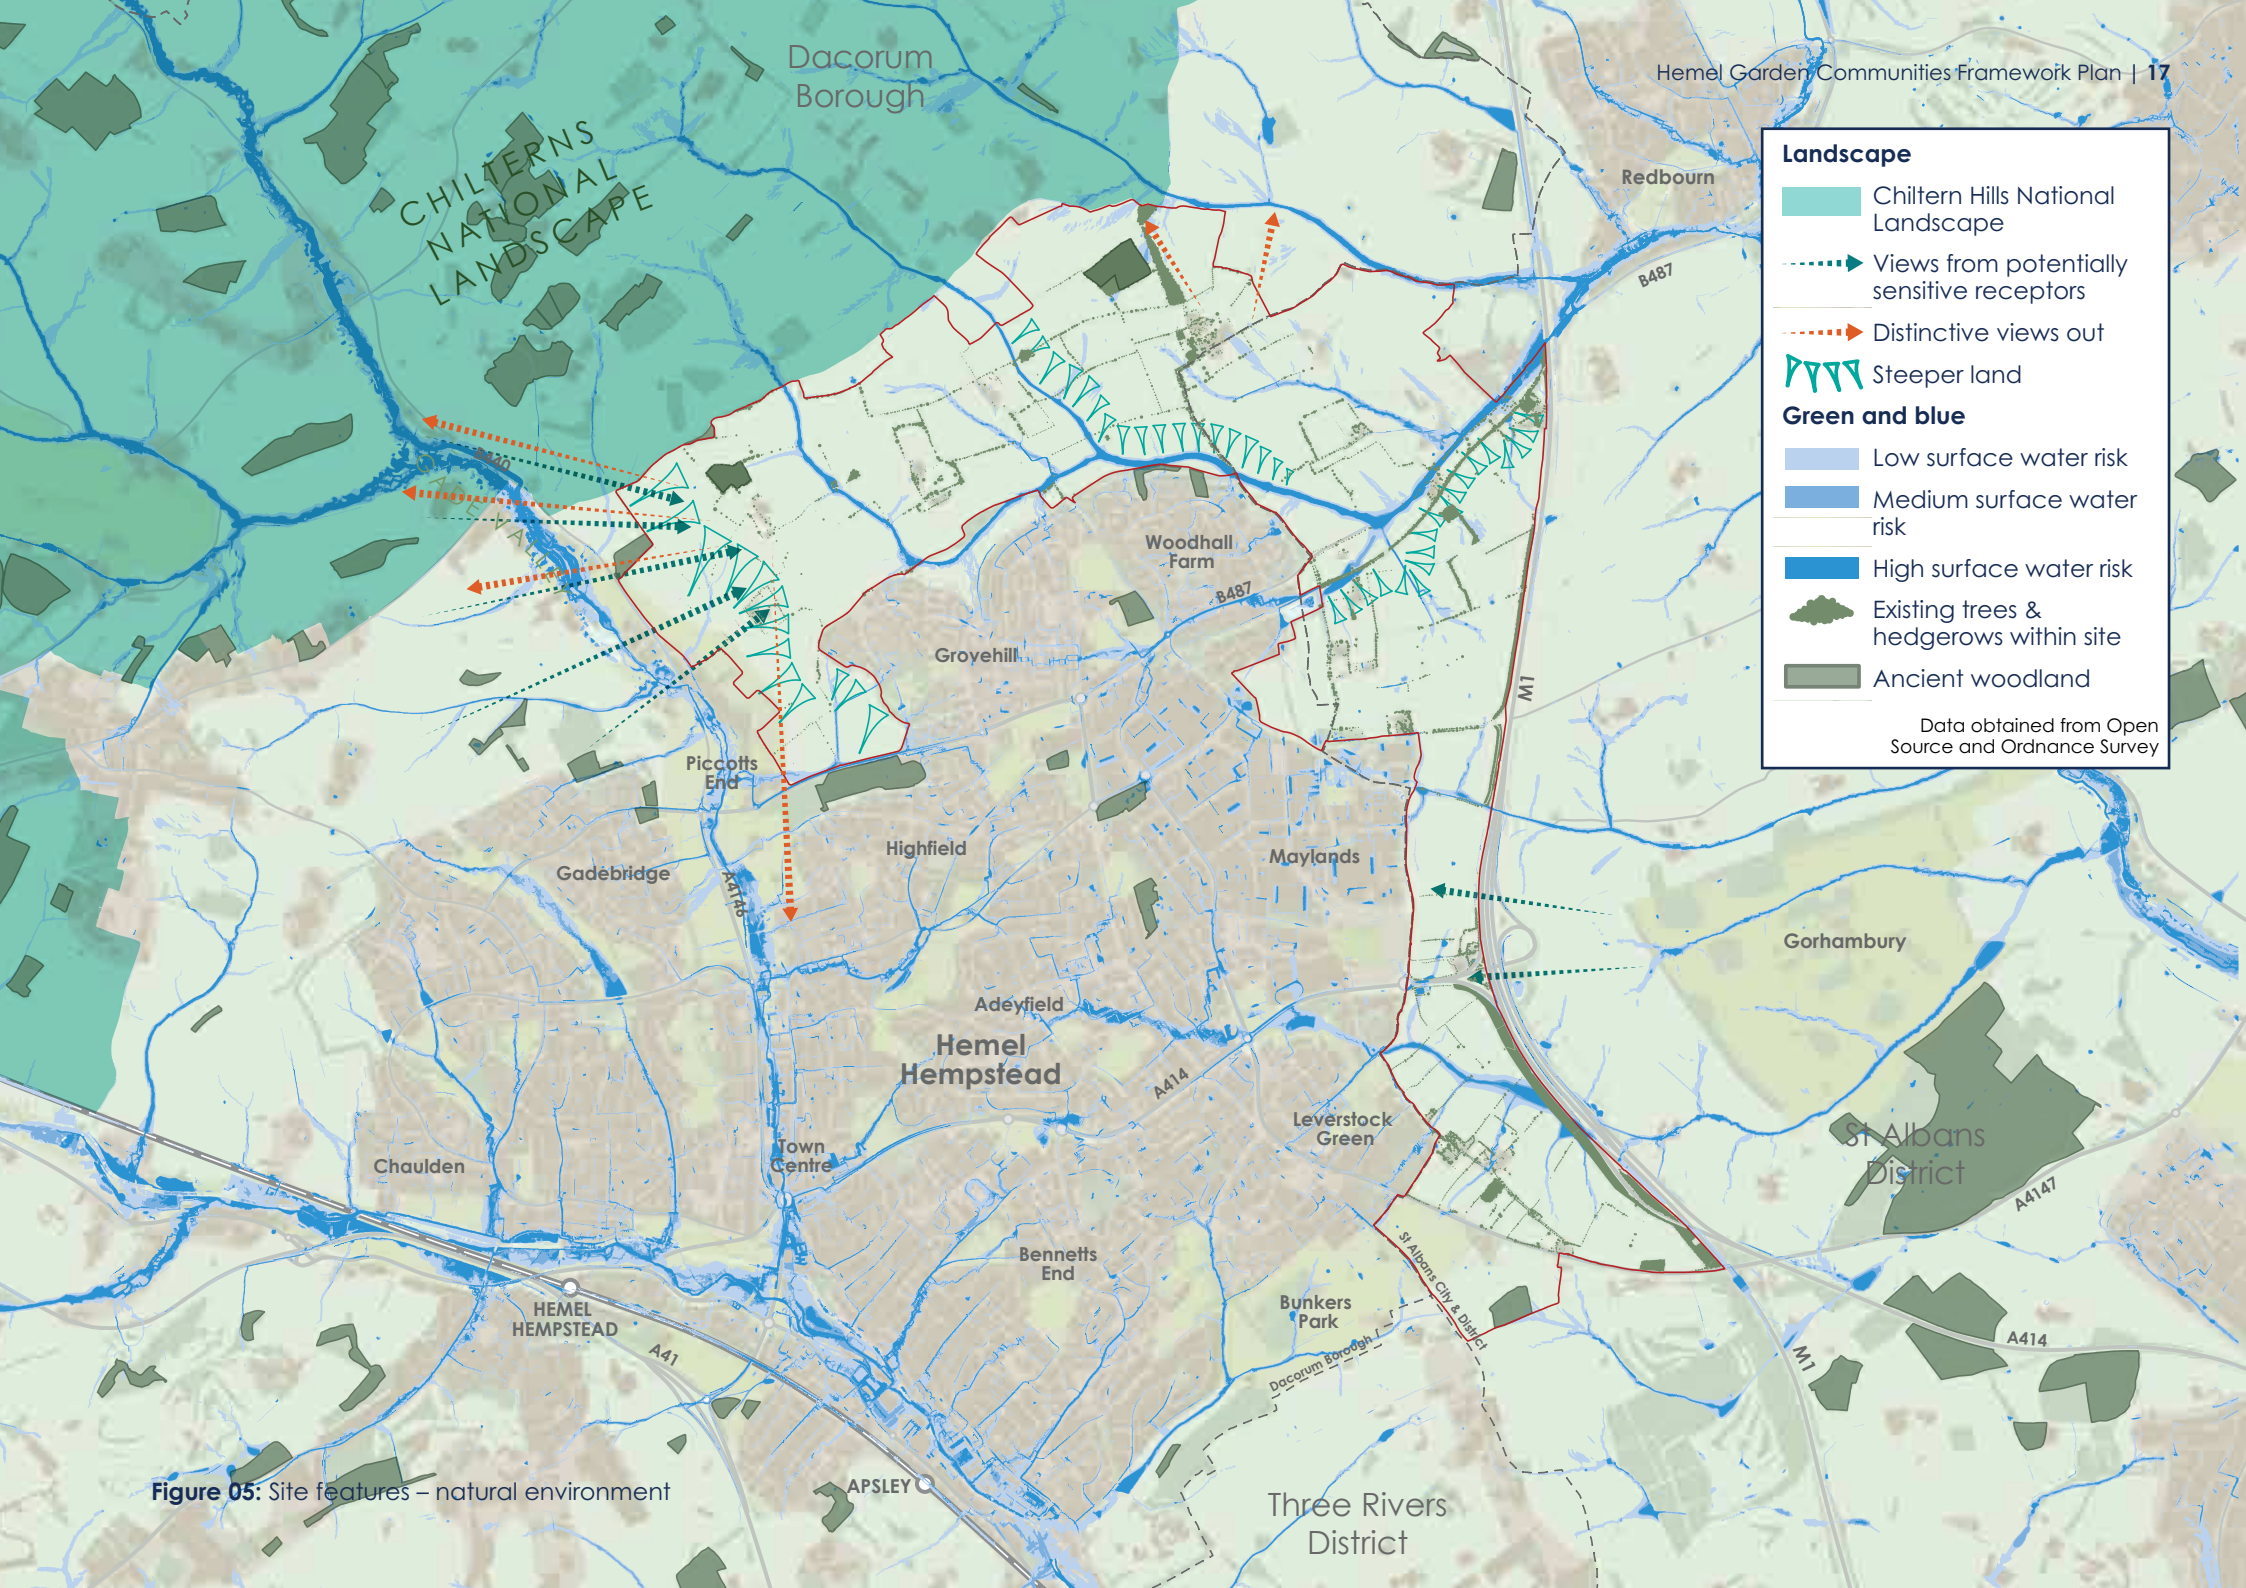 Hemel Garden Communities Framework Plan | 17
Dacorum
Borough
CHILTERNS
NATIONAL
LANDSCAPE
Redbourn
B487
Landscape
Chiltern Hills National
Landscape
Views from potentially
sensitive receptors
Distinctive views out
Steeper land
Green and blue
Low surface water risk
Medium surface water
risk
High surface water risk
Existing trees &
hedgerows within site
Ancient woodland
Data obtained from Open
Source and Ordnance Survey
B440
GADE VALLEY
Woodhall
Farm
B487
Grovehill
M1
Piccotts
End
Highfield
Maylands
Gadebridge
A4146
Gorhambury
Adeyfield
Hemel
Hempstead
A414
Leverstock
Green
St Albans
District
A4147
Town
Centre
Chaulden
Bennetts
End
Bunkers
Park
St Albans City & District
Dacorum Borough
HEMEL
HEMPSTEAD
A41
A414
M1
APSLEY
Three Rivers
District
Figure 05: Site features – natural environment